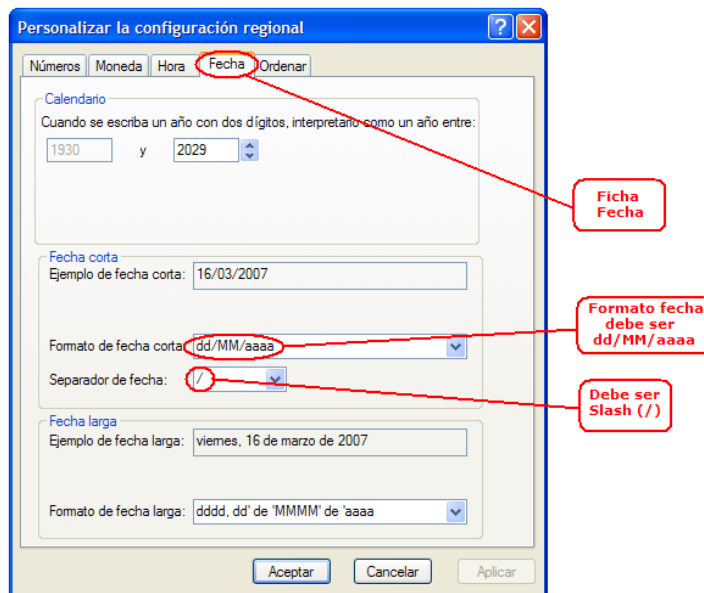 Personalizar la configuración regional
Números Moneda Hora Fecha Ordenar
Calendario
Cuando se escriba un año con dos dígitos, interpretarlo como un año entre:
1930 y 2029
Ficha
Fecha
Fecha corta
Ejemplo de fecha corta: 16/03/2007
Formato de fecha corta: dd/MM/aaaa
Formato fecha
debe ser
dd/MM/aaaa
Separador de fecha: /
Debe ser
Slash (/)
Fecha larga
Ejemplo de fecha larga: viernes, 16 de marzo de 2007
Formato de fecha larga: dddd, dd' de 'MMMM' de 'aaaa
Aceptar Cancelar Aplicar